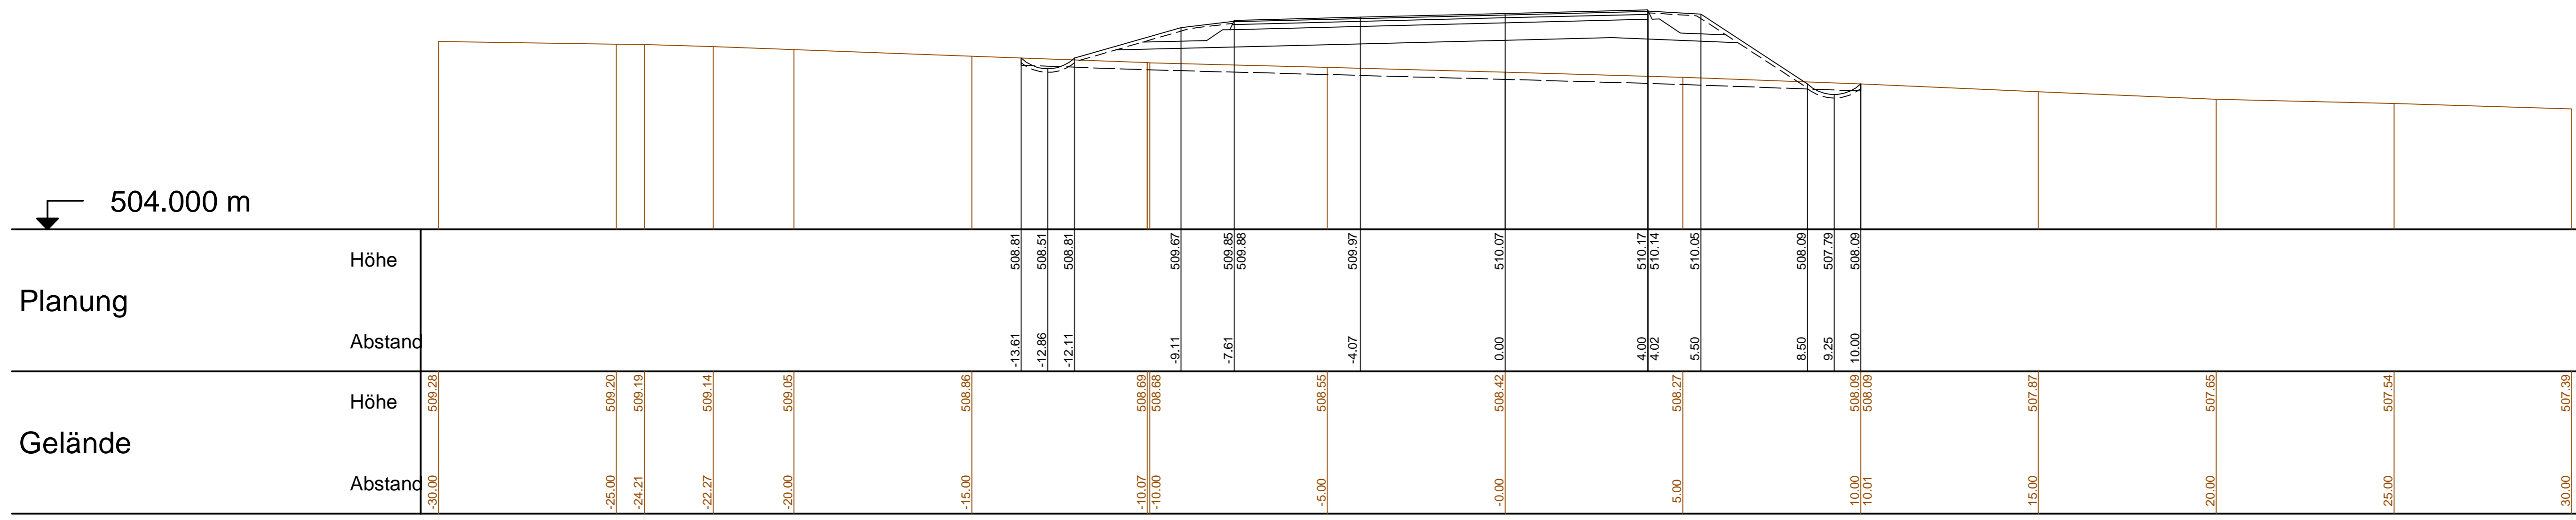 504.000 m
Höhe
508.81 508.51 508.81 509.67 509.85 509.88 509.97 510.07 510.17 510.14 510.05 508.09 507.79 508.09
Planung
Abstand
-13.61 -12.86 -12.11 -9.11 -7.61 -4.07 0.00 4.00 4.02 5.50 8.50 9.25 10.00
Höhe
509.28 509.20 509.19 509.14 509.05 508.86 508.69 508.68 508.55 508.42 508.27 508.09 508.09 507.87 507.65 507.54 507.39
Gelände
Abstand
-30.00 -25.00 -24.21 -22.27 -20.00 -15.00 -10.07 -10.00 -5.00 -0.00 5.00 10.00 10.01 15.00 20.00 25.00 30.00